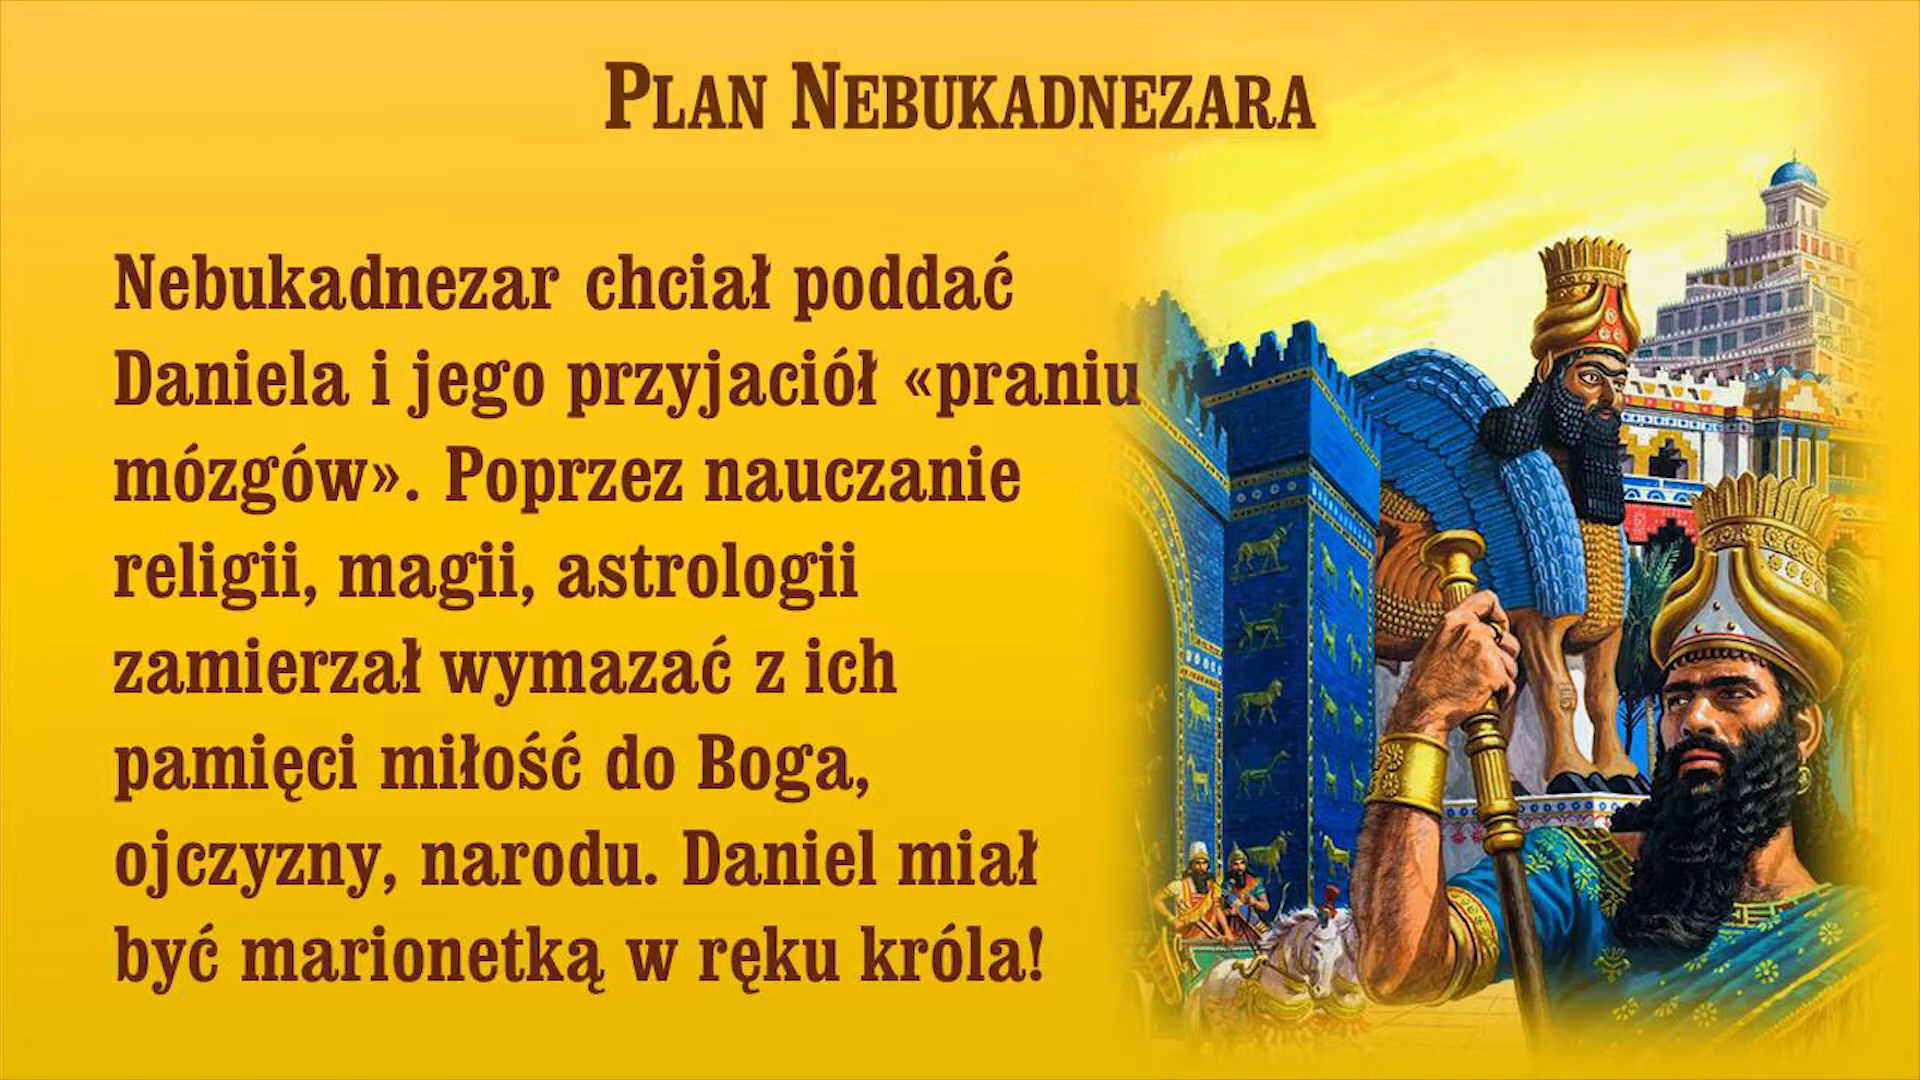 PLAN NEBUKADNEZARA
Nebukadnezar chciał poddać
Daniela i jego przyjaciół «praniu
mózgów». Poprzez nauczanie
religii, magii, astrologii
zamierzał wymazać z ich
pamięci miłość do Boga,
ojczyzny, narodu. Daniel miał
być marionetką w ręku króla!